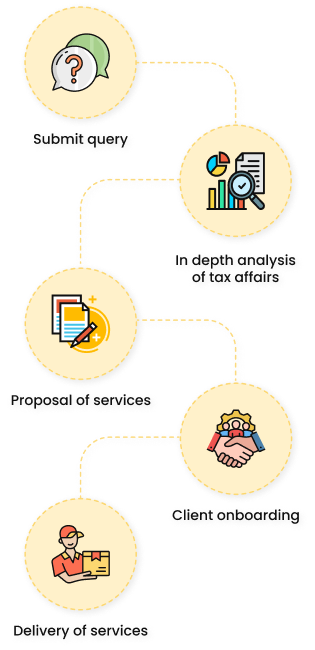 Submit query
In depth analysis
of tax affairs
Proposal of services
Client onboarding
Delivery of services